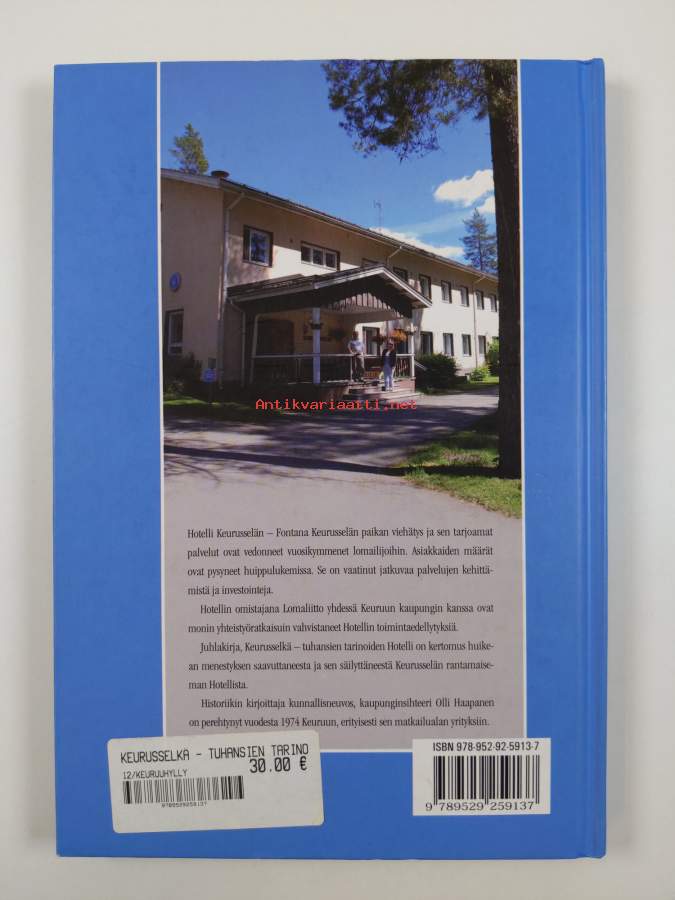 Antikvariaatti.net
Hotelli Keurusselän – Fontana Keurusselän paikan viehätys ja sen tarjoamat
palvelut ovat vedonneet vuosikymmenet lomailijoihin. Asiakkaiden määrät
ovat pysyneet huippulukemissa. Se on vaatinut jatkuvaa palvelujen kehittä-
mistä ja investointeja.
Hotellin omistajana Lomaliitto yhdessä Keuruun kaupungin kanssa ovat
monin yhteistyöratkaisuin vahvistaneet Hotellin toimintaedellytyksiä.
Juhlakirja, Keurusselkä – tuhansien tarinoiden Hotelli on kertomus huike-
an menestyksen saavuttaneesta ja sen säilyttäneestä Keurusselän rantamaise-
man Hotellista.
Historiikin kirjoittaja kunnallisneuvos, kaupunginsihteeri Olli Haapanen
on perehtynyt vuodesta 1974 Keuruun, erityisesti sen matkailualan yrityksiin.
KEURUSSELKA - TUHANSIEN TARINO
30.00 €
12/KEURUUHYLLY
9789529259137
ISBN 978-952-92-5913-7
9 789529 259137